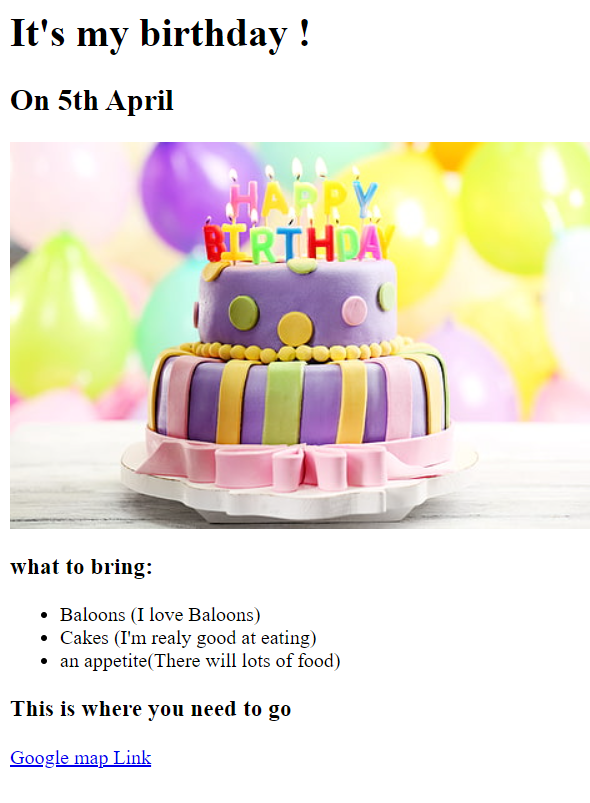 It's my birthday !
On 5th April
HAPPY
BIRTHDAY
what to bring:
Baloons (I love Baloons)
Cakes (I'm realy good at eating)
an appetite(There will lots of food)
This is where you need to go
Google map Link